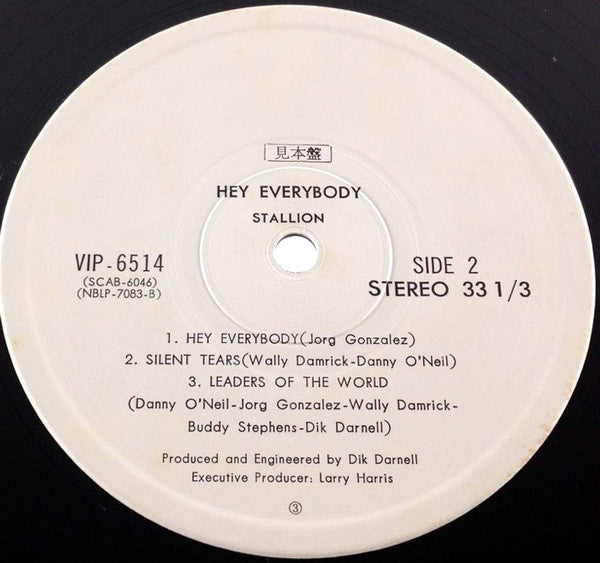 見本盤
HEY EVERYBODY
STALLION
VIP-6514
(SCAB-6046)
(NBLP-7083-B)
SIDE 2
STEREO 33 1/3
1. HEY EVERYBODY(Jorg Gonzalez)
2. SILENT TEARS(Wally Damrick-Danny O'Neil)
3. LEADERS OF THE WORLD
(Danny O'Neil-Jorg Gonzalez-Wally Damrick-
Buddy Stephens-Dik Darnell)
Produced and Engineered by Dik Darnell
Executive Producer: Larry Harris
③